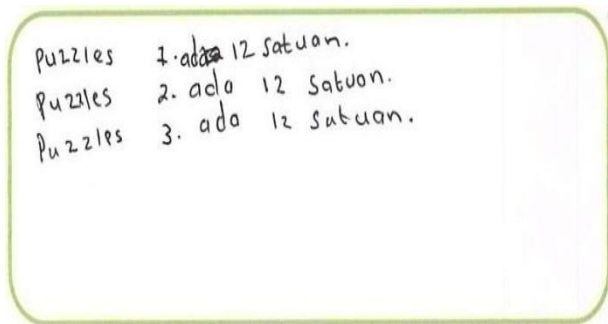 Puzzles 1. ada 12 satuan.
Puzzles 2. ada 12 satuan.
Puzzles 3. ada 12 satuan.